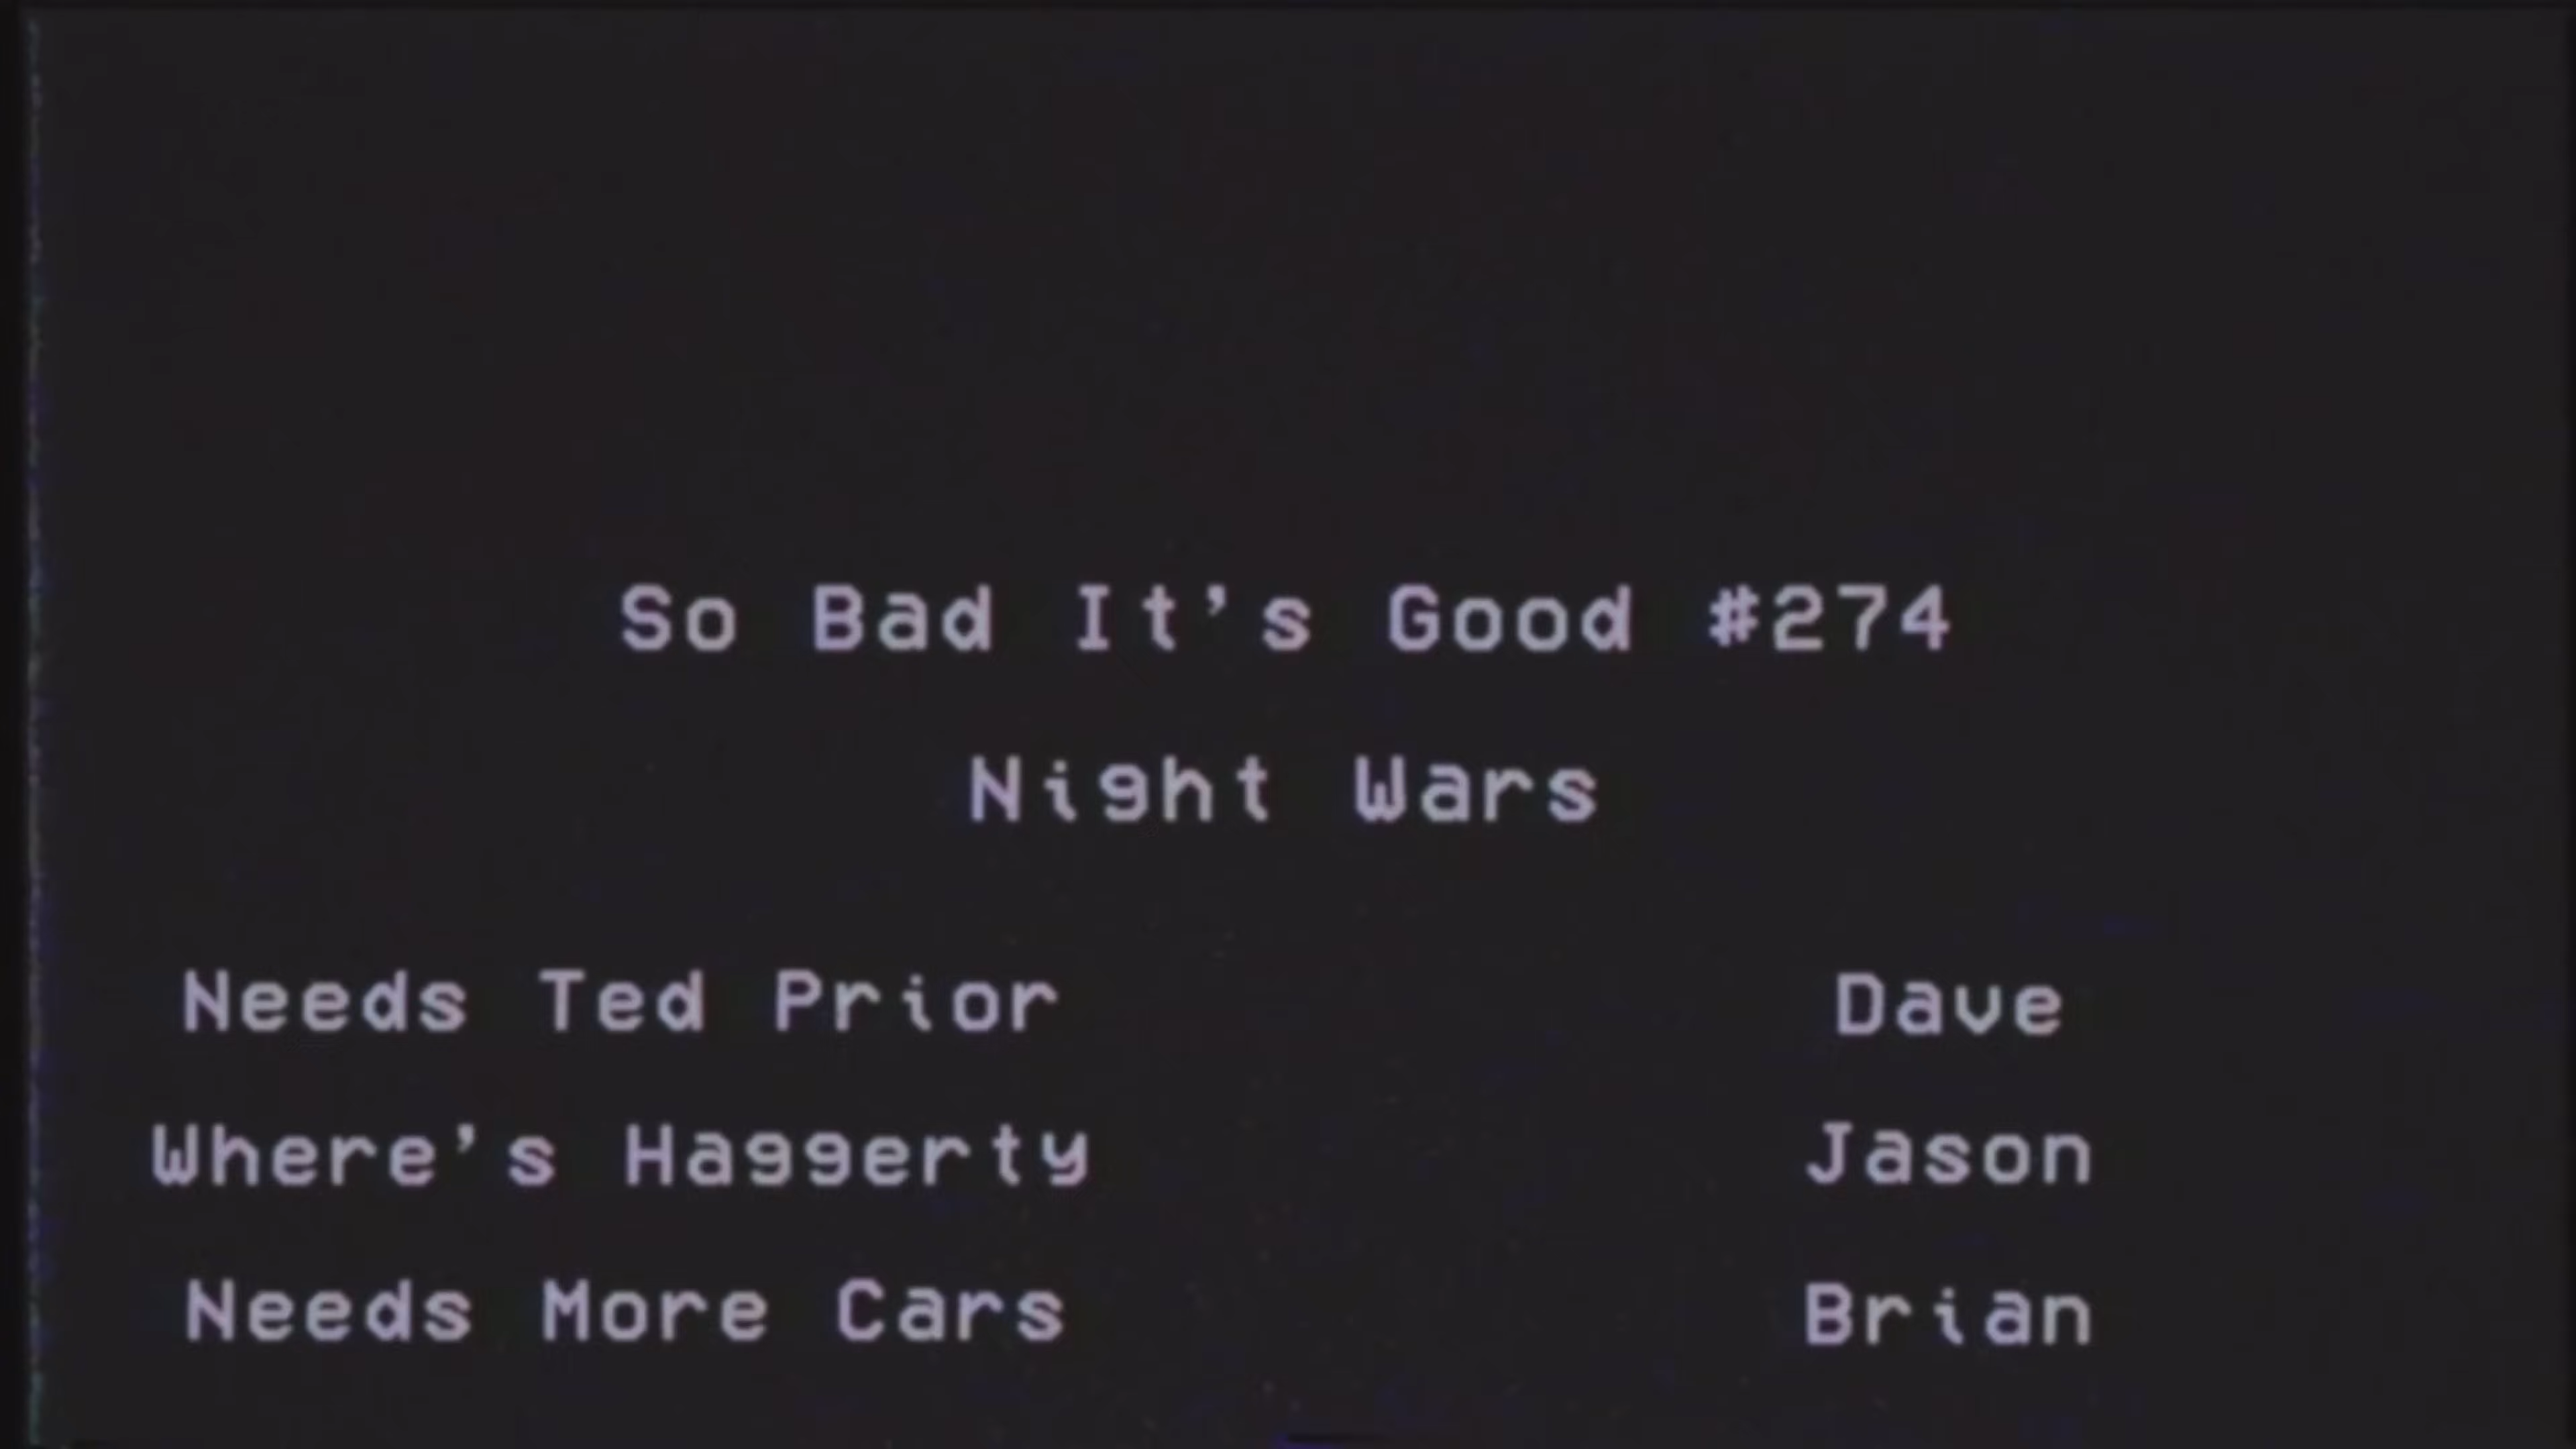 So Bad It's Good #274
Night Wars
Needs Ted Prior Dave
Where's Haggerty Jason
Needs More Cars Brian